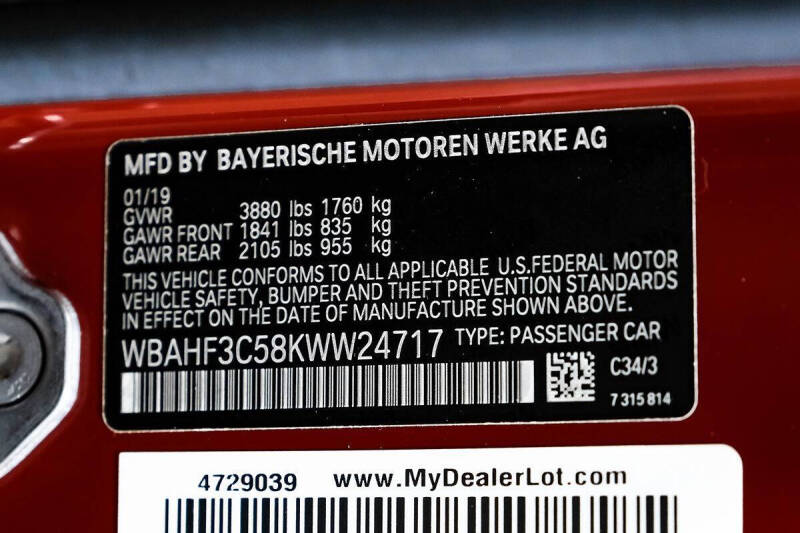 MFD BY BAYERISCHE MOTOREN WERKE AG
01/19
GVWR 3880 lbs 1760 kg
GAWR FRONT 1841 lbs 835 kg
GAWR REAR 2105 lbs 955 kg
THIS VEHICLE CONFORMS TO ALL APPLICABLE U.S.FEDERAL MOTOR
VEHICLE SAFETY, BUMPER AND THEFT PREVENTION STANDARDS
IN EFFECT ON THE DATE OF MANUFACTURE SHOWN ABOVE.
WBAHF3C58KWW24717 TYPE: PASSENGER CAR
C34/3
7 315 814
4729039 www.MyDealerLot.com